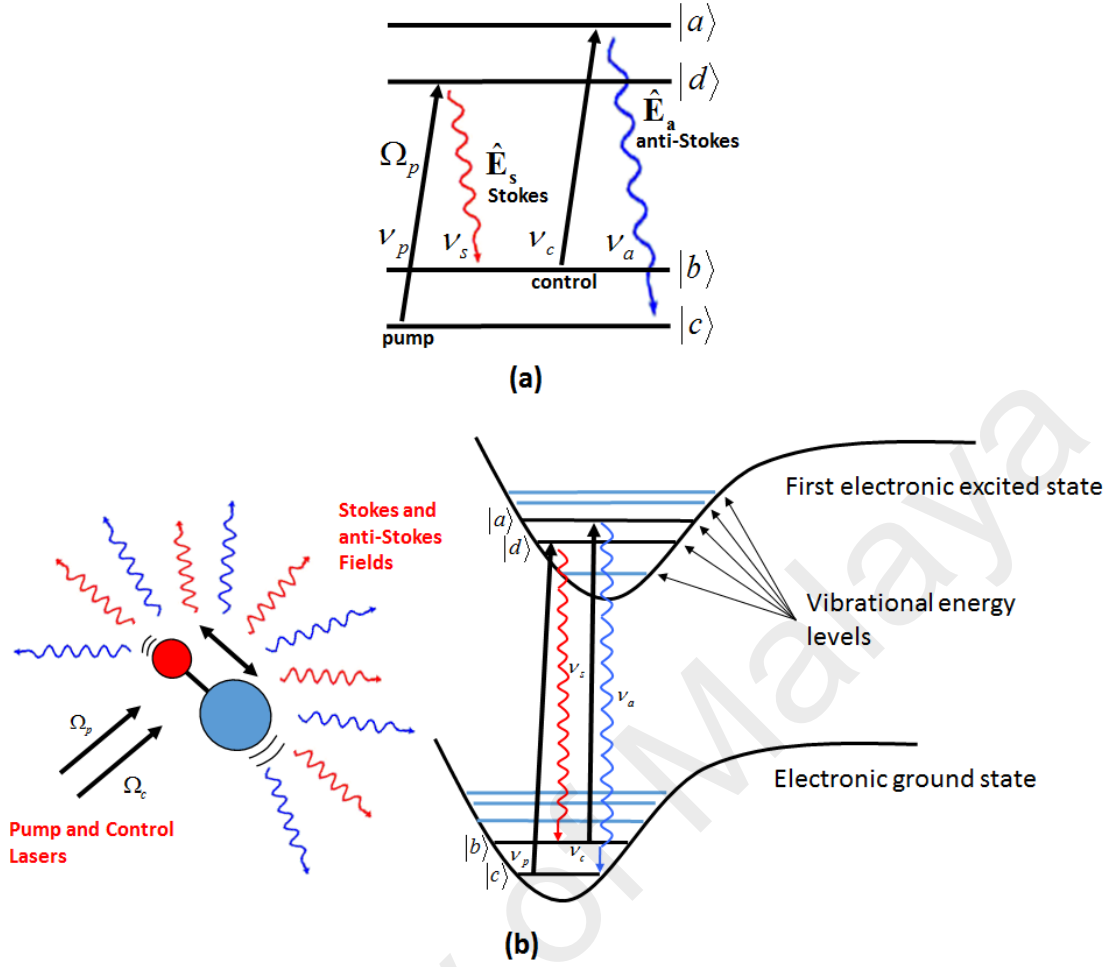 |a⟩
|d⟩
Ω_p
Ê_s
Stokes
Ê_a
anti-Stokes
ν_p ν_s ν_c ν_a
|b⟩
control
|c⟩
pump
(a)
Stokes and
anti-Stokes
Fields
First electronic excited state
|a⟩
|d⟩
Vibrational energy
levels
ν_s
ν_a
Ω_p
Ω_c
Pump and Control
Lasers
Electronic ground state
|b⟩
ν_p ν_c
|c⟩
(b)
of Malaya